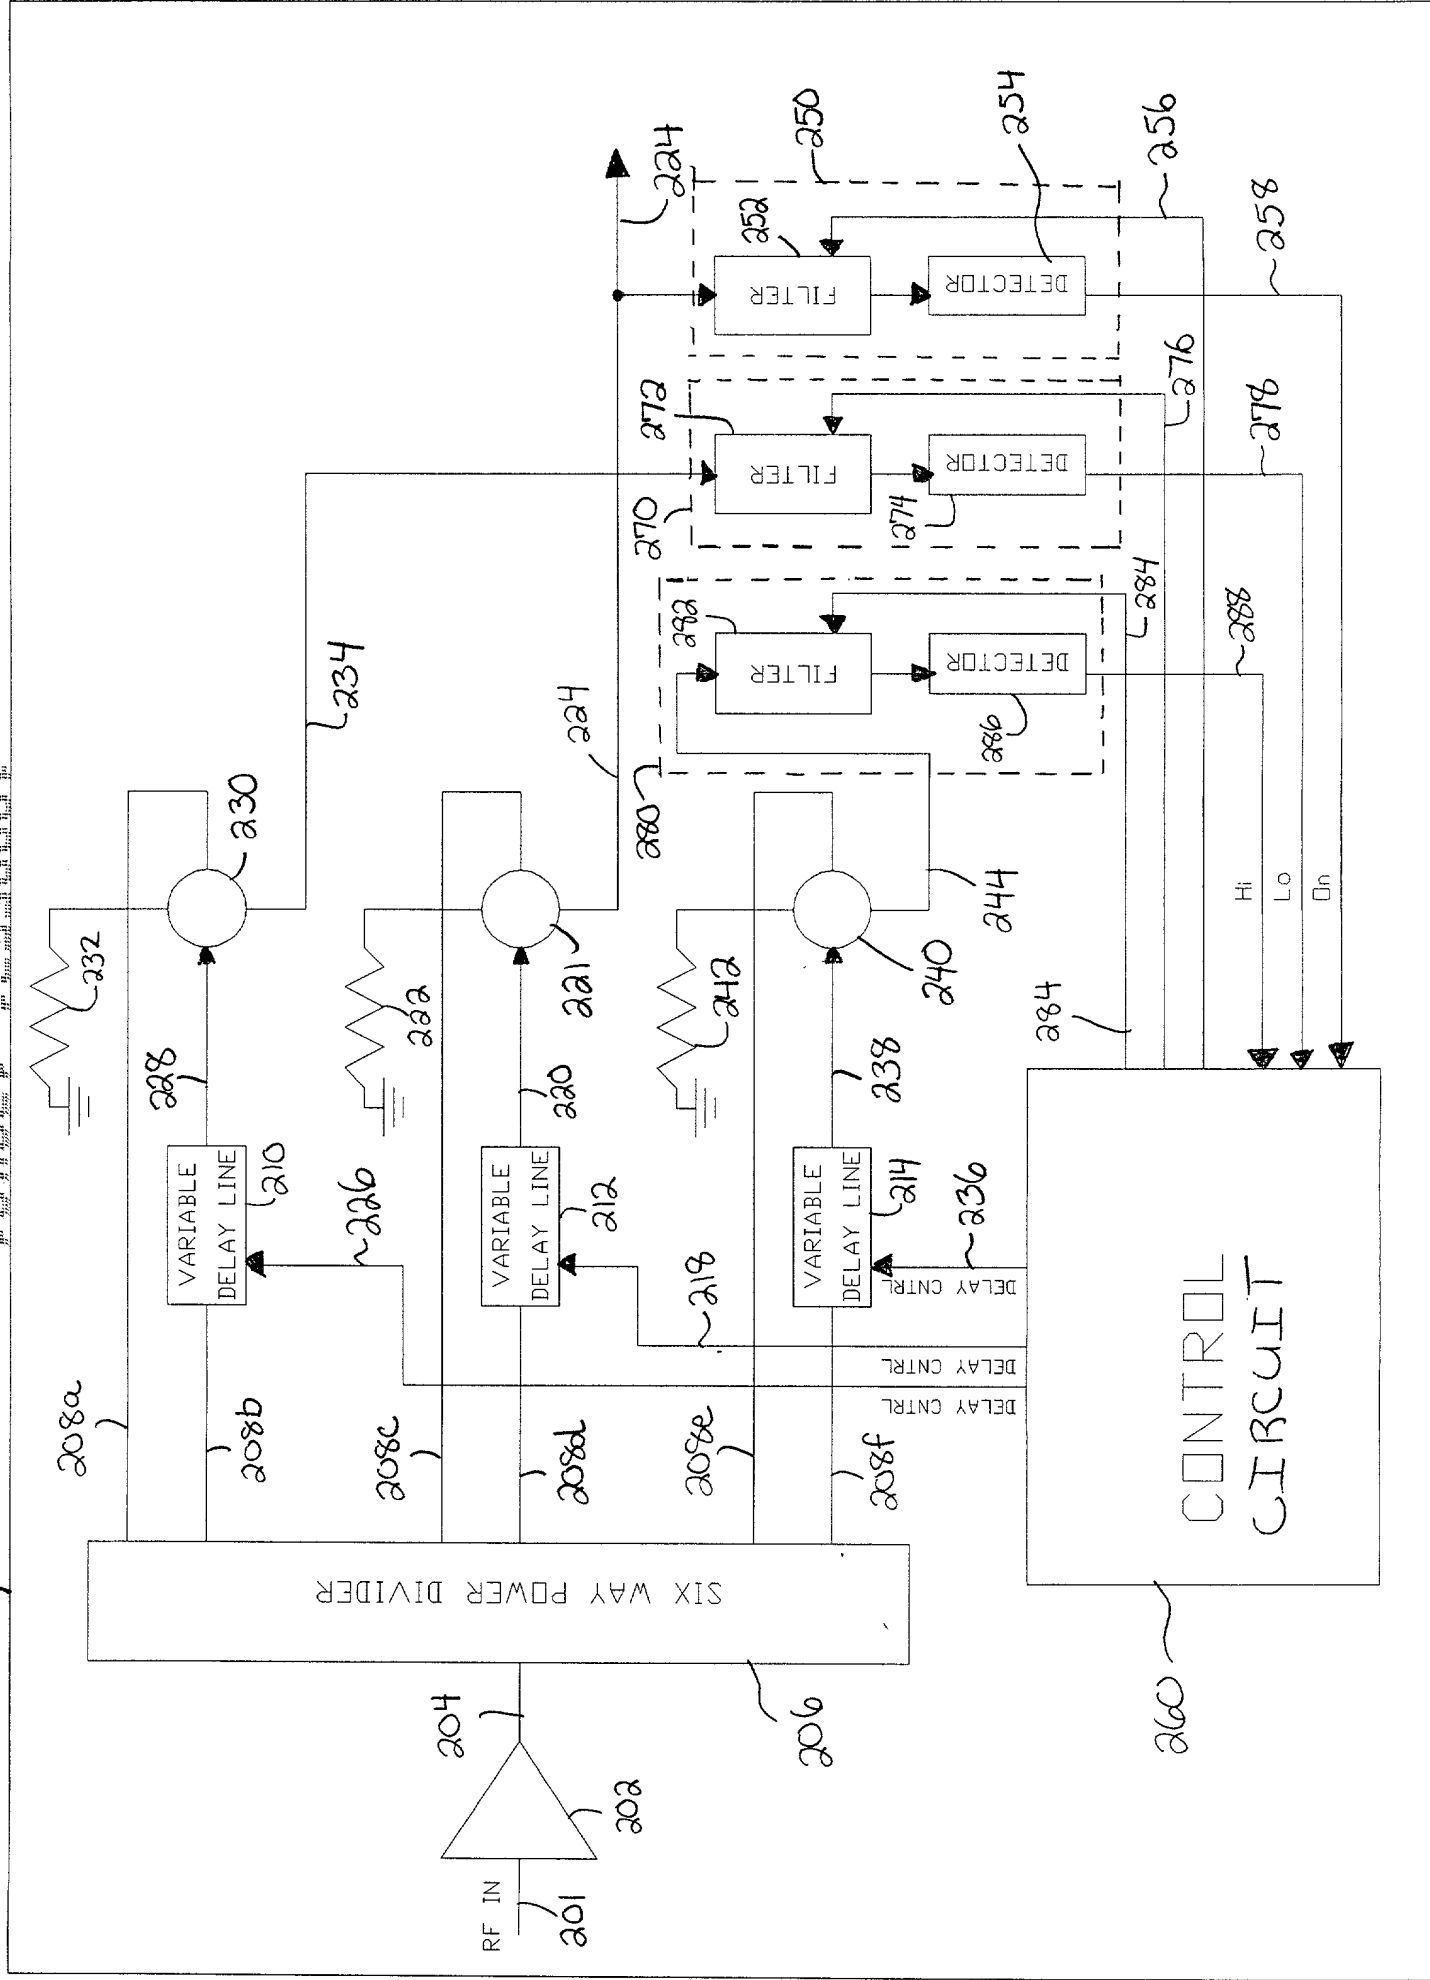 RF IN
201
202
204
206
SIX WAY POWER DIVIDER
208a
208b
208c
208d
208e
208f
VARIABLE
DELAY LINE
210
226
228
232
230
234
VARIABLE
DELAY LINE
212
218
220
222
221
224
224
VARIABLE
DELAY LINE
214
236
238
242
240
244
DELAY CNTRL
DELAY CNTRL
DELAY CNTRL
CONTROL
CIRCUIT
260
280
282
FILTER
DETECTOR
286
284
284
288
270
272
FILTER
DETECTOR
274
276
278
250
252
FILTER
DETECTOR
254
256
258
Hi
Lo
On